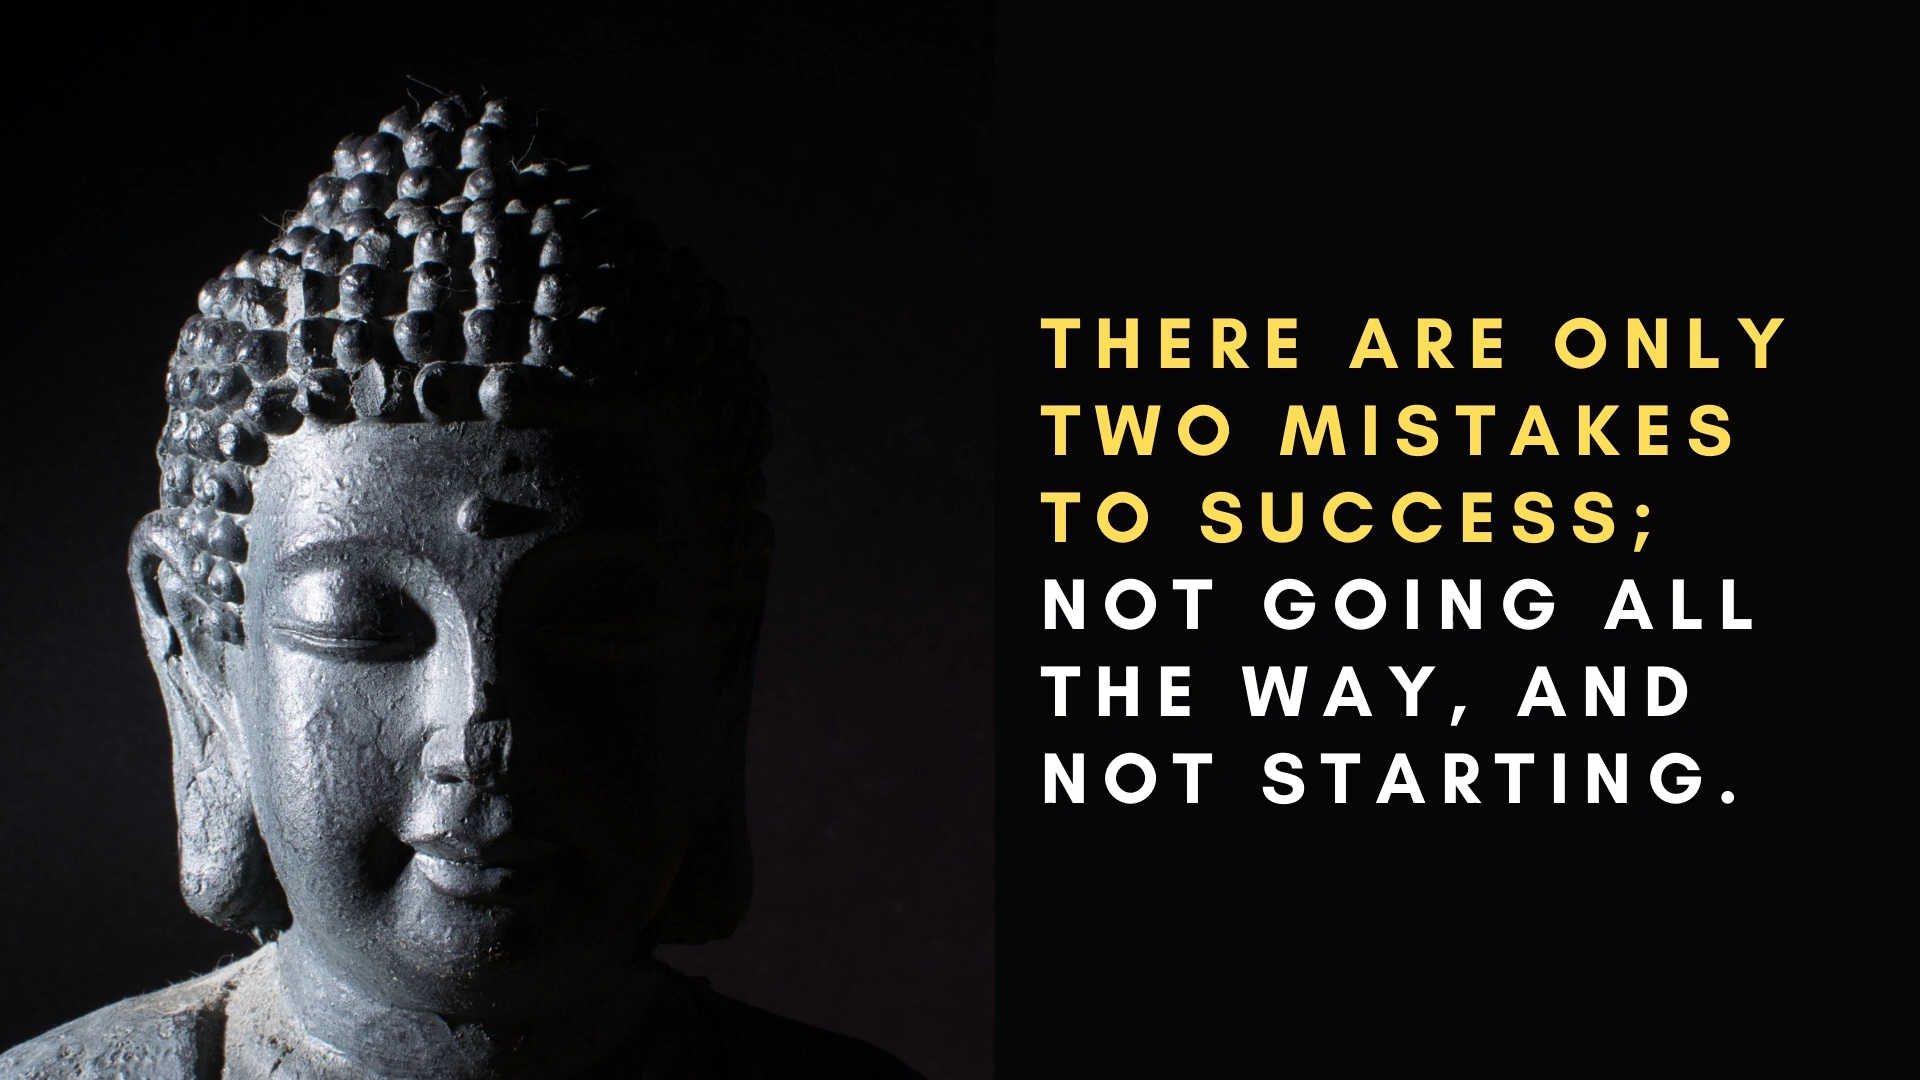 THERE ARE ONLY
TWO MISTAKES
TO SUCCESS;
NOT GOING ALL
THE WAY, AND
NOT STARTING.